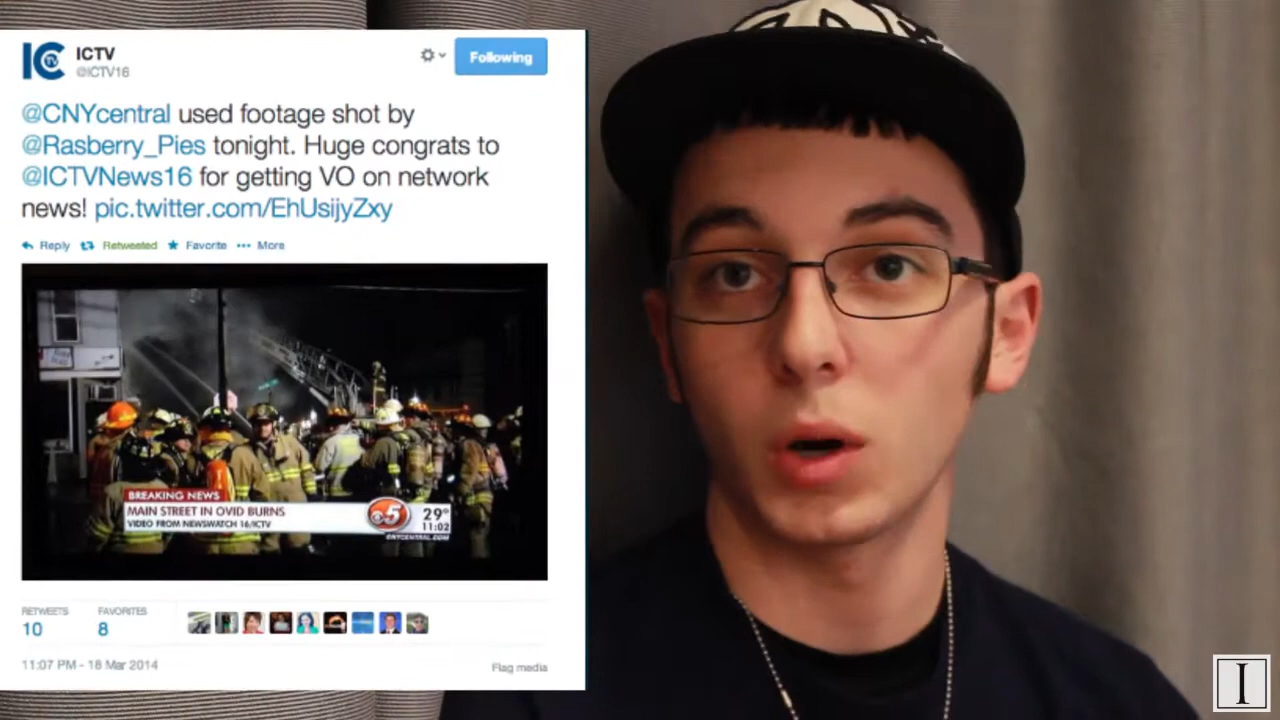 IC TV
ICTV
@ICTV16
Following
@CNYcentral used footage shot by
@Rasberry_Pies tonight. Huge congrats to
@ICTVNews16 for getting VO on network
news! pic.twitter.com/EhUsijyZxy
Reply Retweeted Favorite More
BREAKING NEWS
MAIN STREET IN OVID BURNS
VIDEO FROM NEWSWATCH 16/ICTV
5
29°
11:02
CNYCENTRAL.COM
RETWEETS FAVORITES
10 8
11:07 PM - 18 Mar 2014
Flag media
I